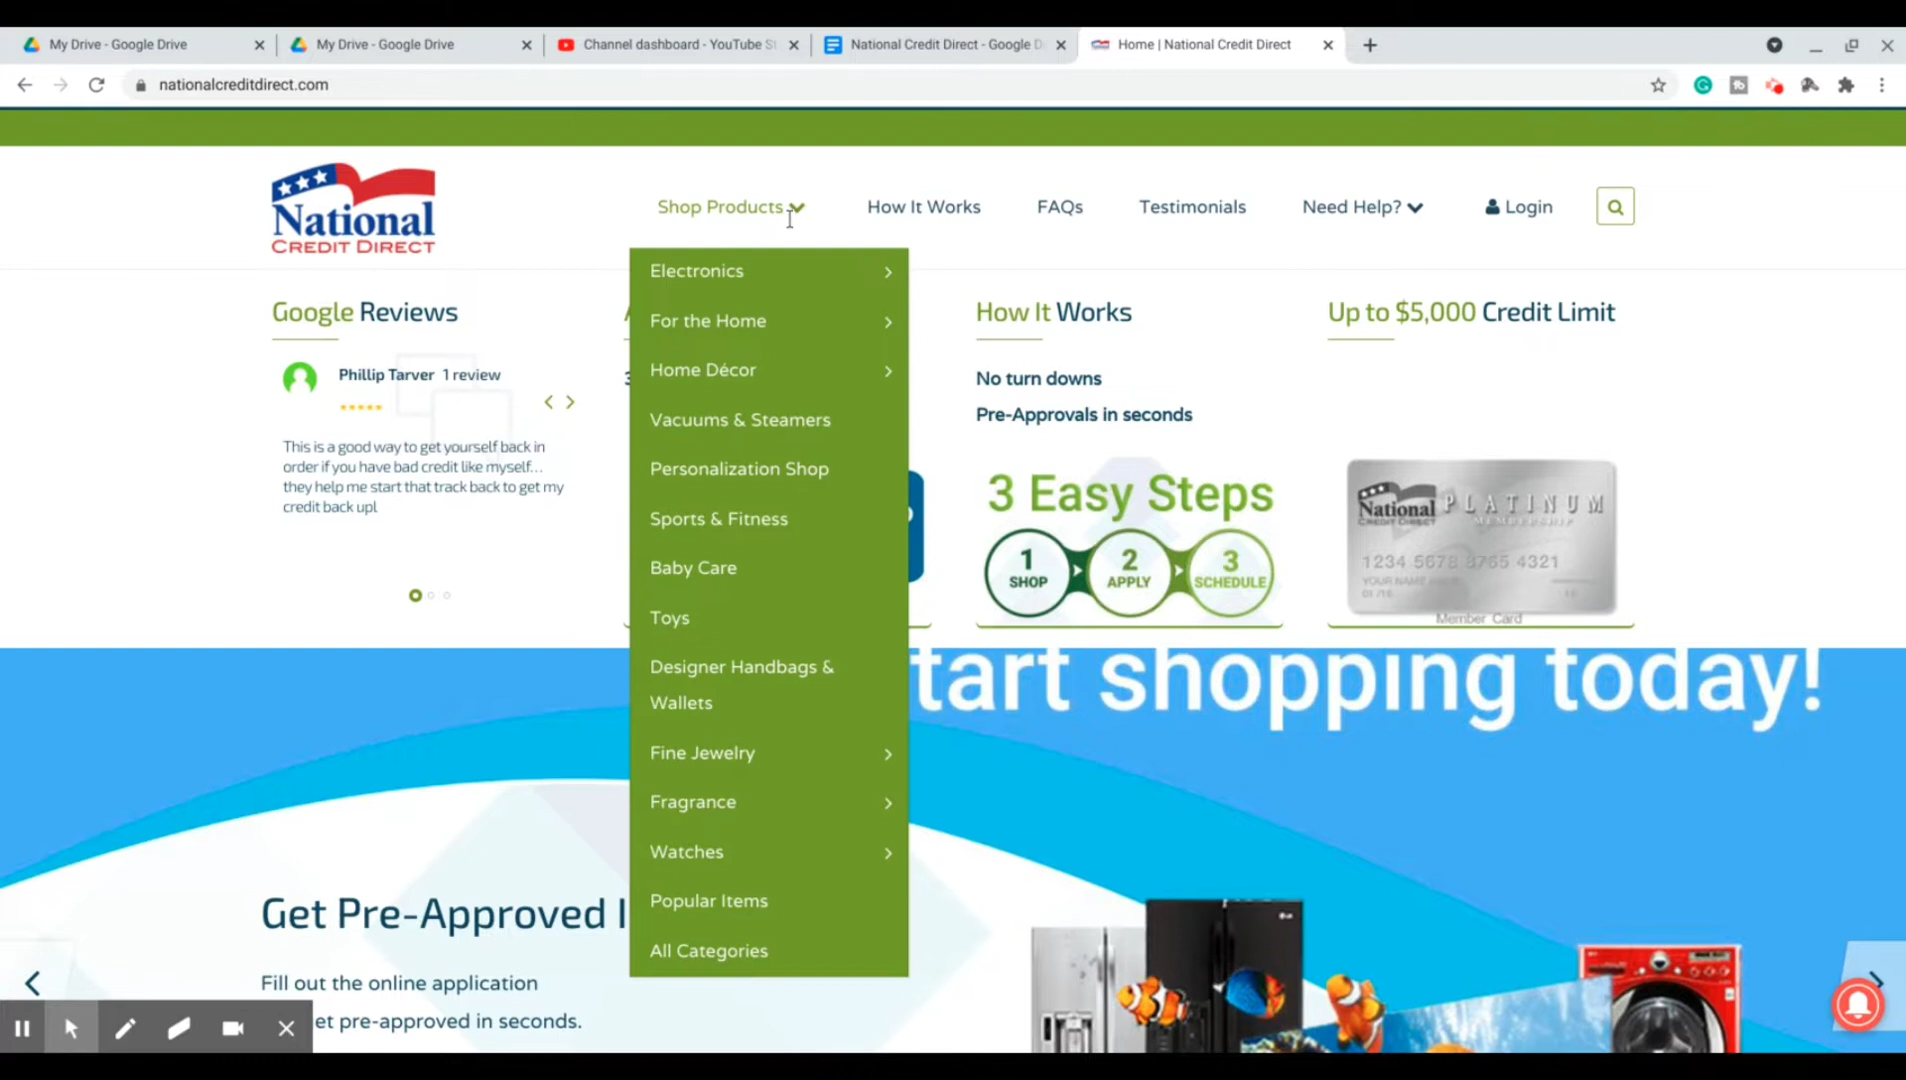 My Drive - Google Drive
My Drive - Google Drive
Channel dashboard - YouTube St
National Credit Direct - Google D
Home | National Credit Direct
nationalcreditdirect.com
National
CREDIT DIRECT
Shop Products
How It Works
FAQs
Testimonials
Need Help?
Login
Electronics
For the Home
Home Décor
Vacuums & Steamers
Personalization Shop
Sports & Fitness
Baby Care
Toys
Designer Handbags &
Wallets
Fine Jewelry
Fragrance
Watches
Popular Items
All Categories
Google Reviews
Phillip Tarver 1 review
This is a good way to get yourself back in
order if you have bad credit like myself...
they help me start that track back to get my
credit back up!
How It Works
No turn downs
Pre-Approvals in seconds
3 Easy Steps
1
SHOP
2
APPLY
3
SCHEDULE
Up to $5,000 Credit Limit
National
CREDIT DIRECT
PLATINUM
MEMBERSHIP
1234 5678 8765 4321
YOUR NAME HERE
Member Card
tart shopping today!
Get Pre-Approved I
Fill out the online application
et pre-approved in seconds.
LG